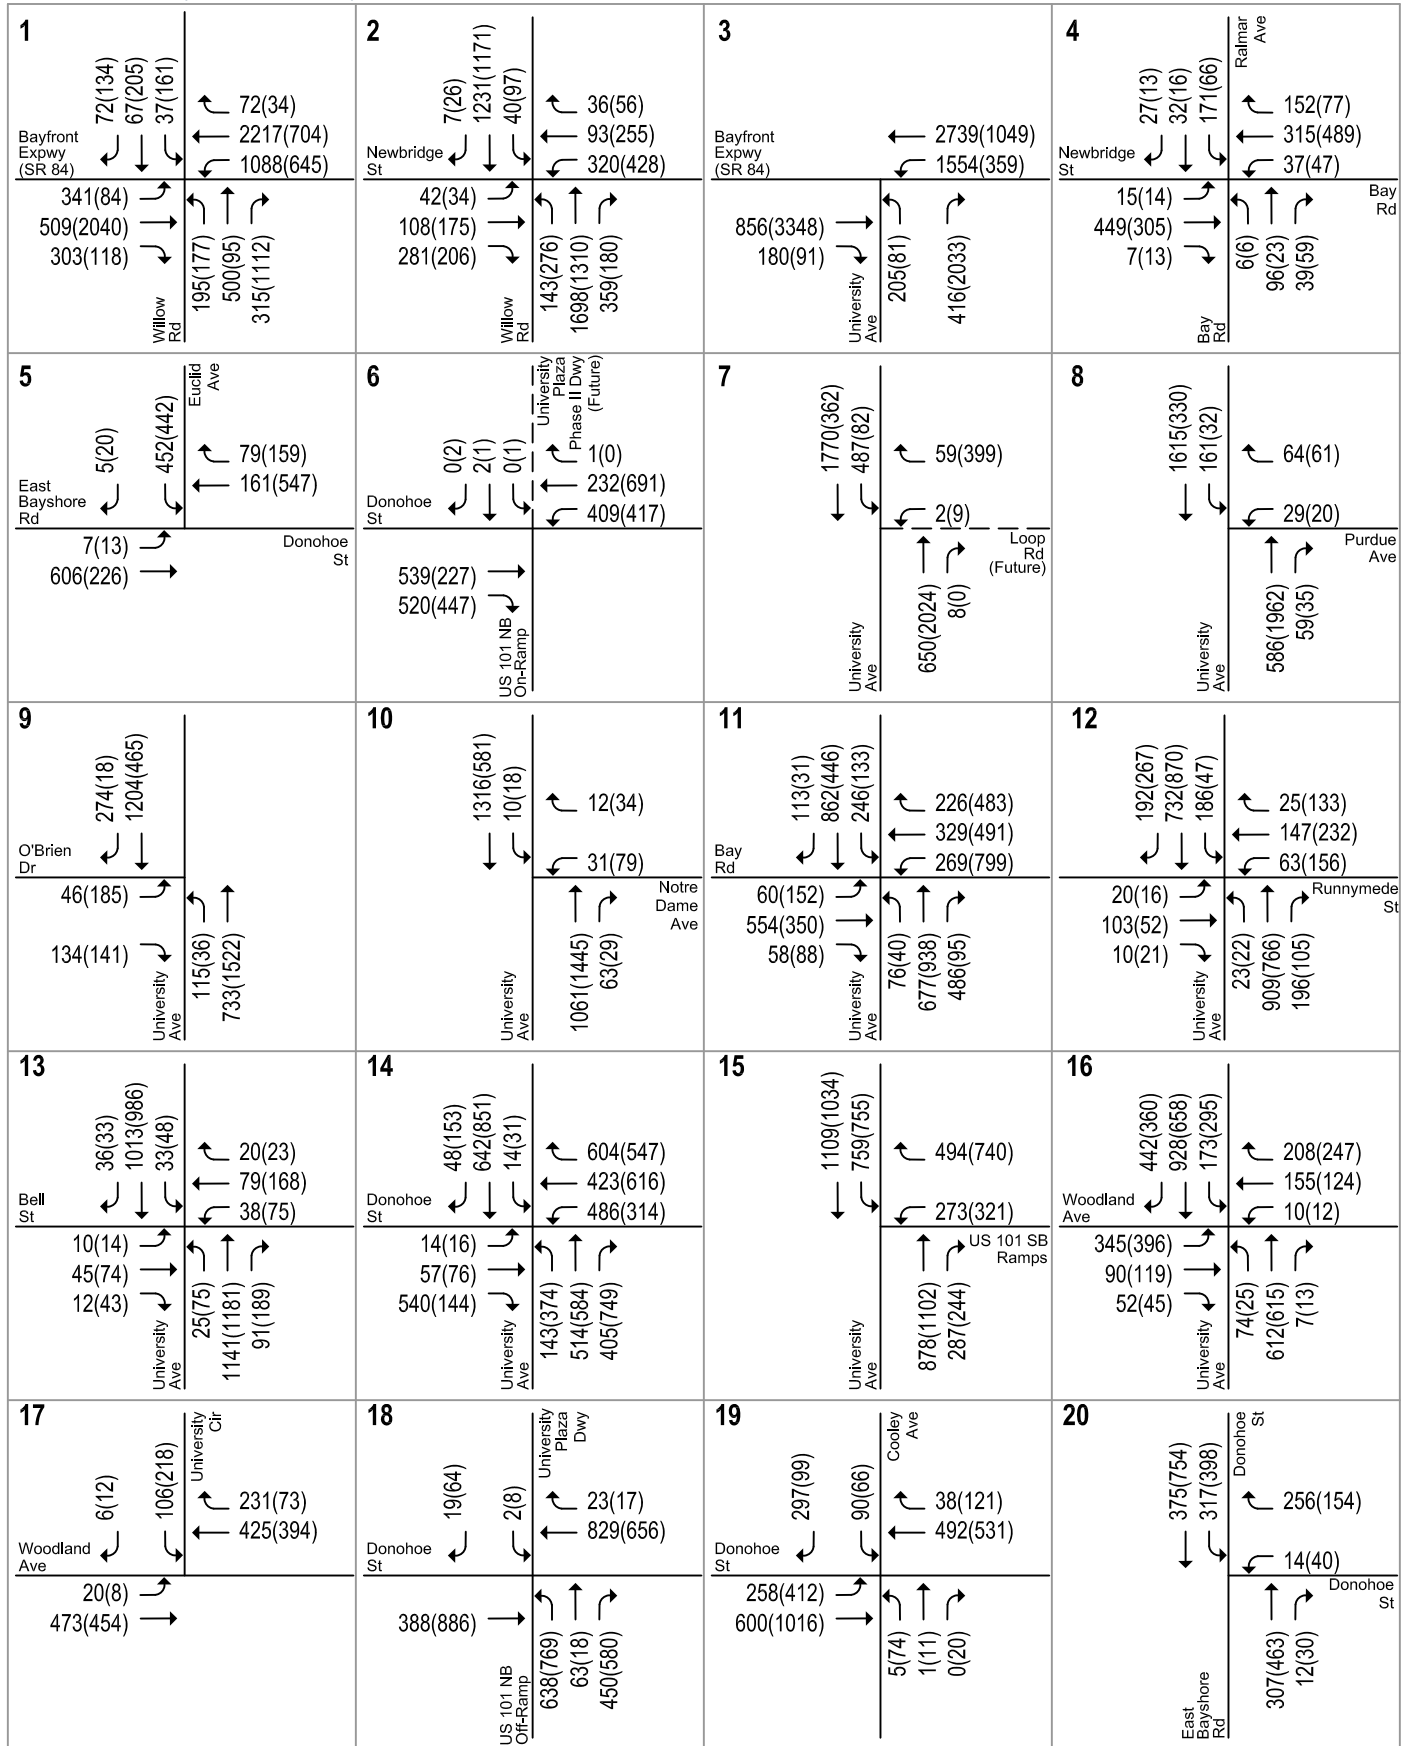 1
72(134)
67(205)
37(161)
72(34)
2217(704)
1088(645)
Bayfront
Expwy
(SR 84)
341(84)
509(2040)
303(118)
195(177)
500(95)
315(1112)
Willow
Rd
2
7(26)
1231(1171)
40(97)
36(56)
93(255)
320(428)
Newbridge
St
42(34)
108(175)
281(206)
143(276)
1698(1310)
359(180)
Willow
Rd
3
2739(1049)
1554(359)
Bayfront
Expwy
(SR 84)
856(3348)
180(91)
205(81)
416(2033)
University
Ave
4
Ralmar
Ave
27(13)
32(16)
171(66)
152(77)
315(489)
37(47)
Newbridge
St
Bay
Rd
15(14)
449(305)
7(13)
6(6)
96(23)
39(59)
Bay
Rd
5
Euclid
Ave
5(20)
452(442)
79(159)
161(547)
East
Bayshore
Rd
Donohoe
St
7(13)
606(226)
6
University
Plaza
Phase II Dwy
(Future)
0(2)
2(1)
0(1)
1(0)
232(691)
409(417)
Donohoe
St
539(227)
520(447)
US 101 NB
On-Ramp
7
1770(362)
487(82)
59(399)
2(9)
Loop
Rd
(Future)
650(2024)
8(0)
University
Ave
8
1615(330)
1161(32)
64(61)
29(20)
Purdue
Ave
586(1962)
59(35)
University
Ave
9
274(18)
1204(465)
O'Brien
Dr
46(185)
134(141)
115(36)
733(1522)
University
Ave
10
1316(581)
10(18)
12(34)
31(79)
Notre
Dame
Ave
1061(1445)
63(29)
University
Ave
11
113(31)
862(446)
246(133)
226(483)
329(491)
269(799)
Bay
Rd
60(152)
554(350)
58(88)
76(40)
677(938)
486(95)
University
Ave
12
192(267)
732(870)
186(47)
25(133)
147(232)
63(156)
Runnymede
St
20(16)
103(52)
10(21)
23(22)
909(766)
196(105)
University
Ave
13
36(33)
1013(986)
33(48)
20(23)
79(168)
38(75)
Bell
St
10(14)
45(74)
12(43)
25(75)
1141(1181)
91(189)
University
Ave
14
48(153)
642(851)
14(31)
604(547)
423(616)
486(314)
Donohoe
St
14(16)
57(76)
540(144)
143(374)
514(584)
405(749)
University
Ave
15
1109(1034)
759(755)
494(740)
273(321)
US 101 SB
Ramps
878(1102)
287(244)
University
Ave
16
442(360)
928(658)
173(295)
208(247)
155(124)
10(12)
Woodland
Ave
345(396)
90(119)
52(45)
74(25)
612(615)
7(13)
University
Ave
17
University
Cir
6(12)
106(218)
231(73)
425(394)
Woodland
Ave
20(8)
473(454)
18
University
Plaza
Dwy
19(64)
2(8)
23(17)
829(656)
Donohoe
St
388(886)
638(769)
63(18)
450(580)
US 101 NB
Off-Ramp
19
Cooley
Ave
297(99)
90(66)
38(121)
492(531)
Donohoe
St
258(412)
600(1016)
5(74)
1(11)
0(20)
20
Donohoe
St
375(754)
317(398)
256(154)
14(40)
Donohoe
St
307(463)
12(30)
East
Bayshore
Rd